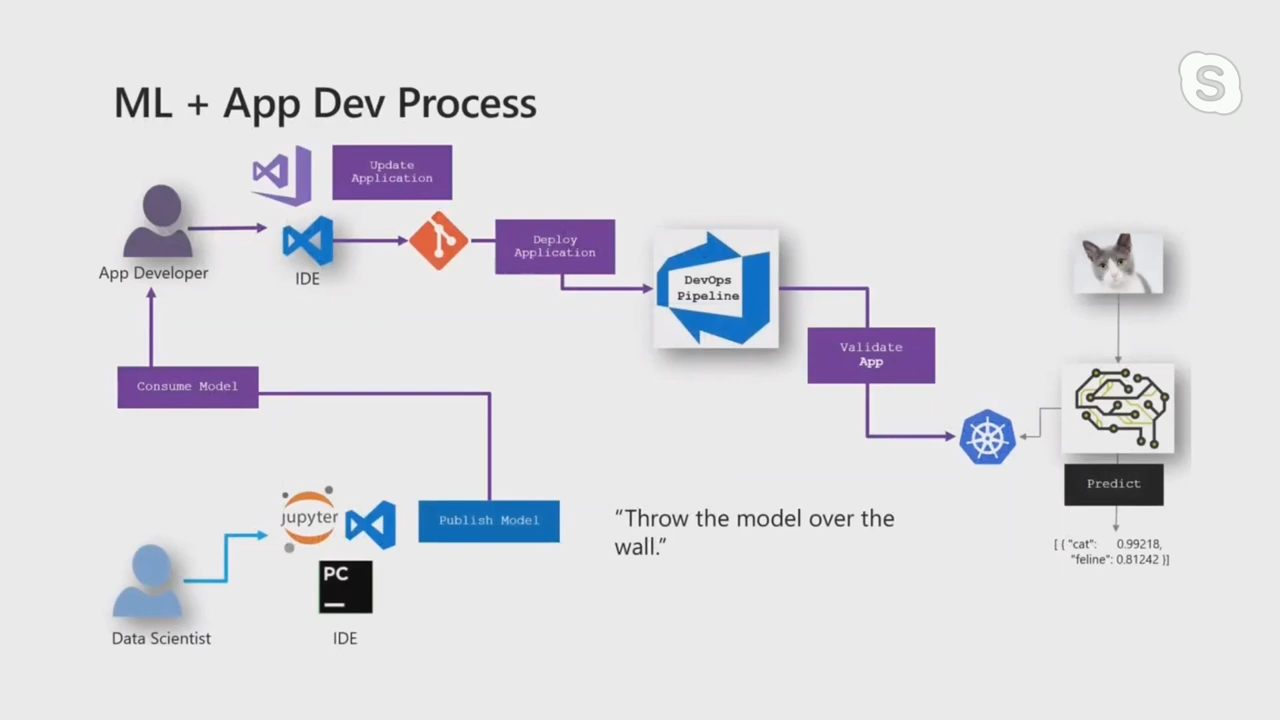 ML + App Dev Process
S
Update
Application
App Developer
IDE
Deploy
Application
DevOps
Pipeline
Validate
App
Consume Model
jupyter
Publish Model
"Throw the model over the
wall."
Predict
[ { "cat": 0.99218,
"feline": 0.81242 }]
PC
Data Scientist
IDE